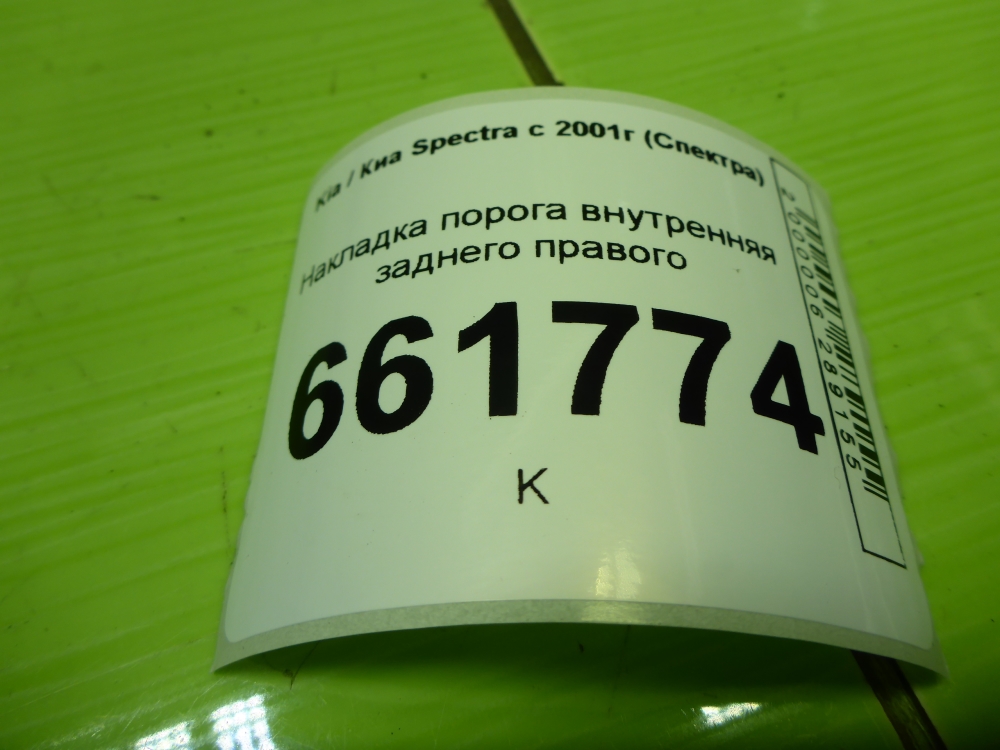 Kia / Киа Spectra с 2001г (Спектра)
Накладка порога внутренняя
заднего правого
661774
К
2000006289155